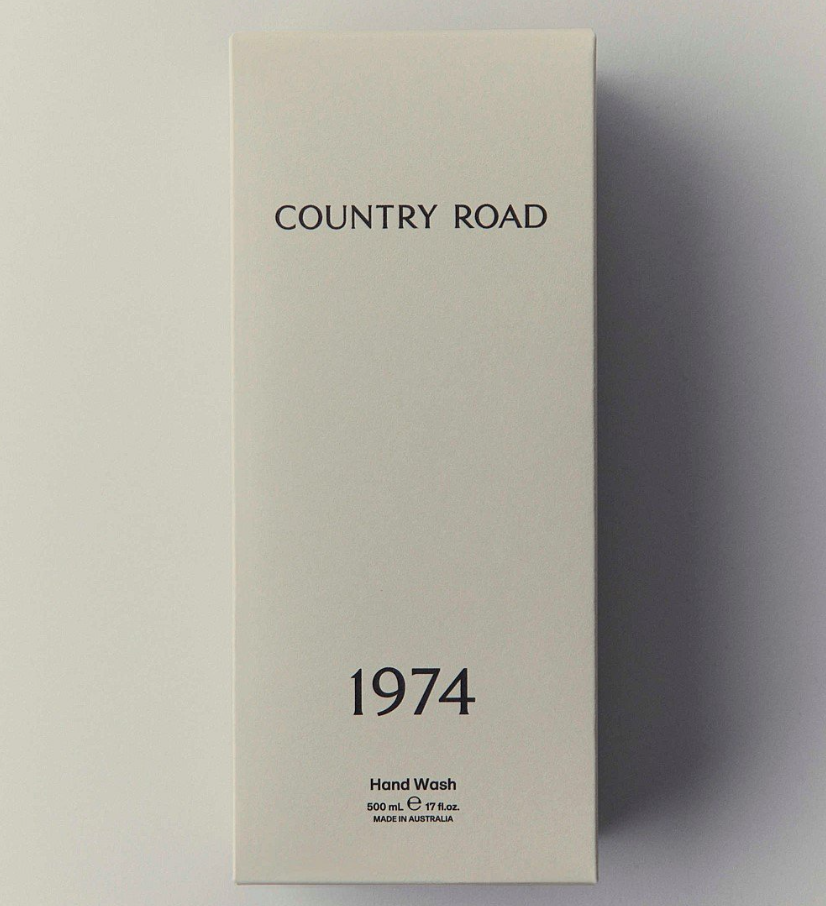 COUNTRY ROAD
1974
Hand Wash
500 mL ℮ 17 fl.oz.
MADE IN AUSTRALIA